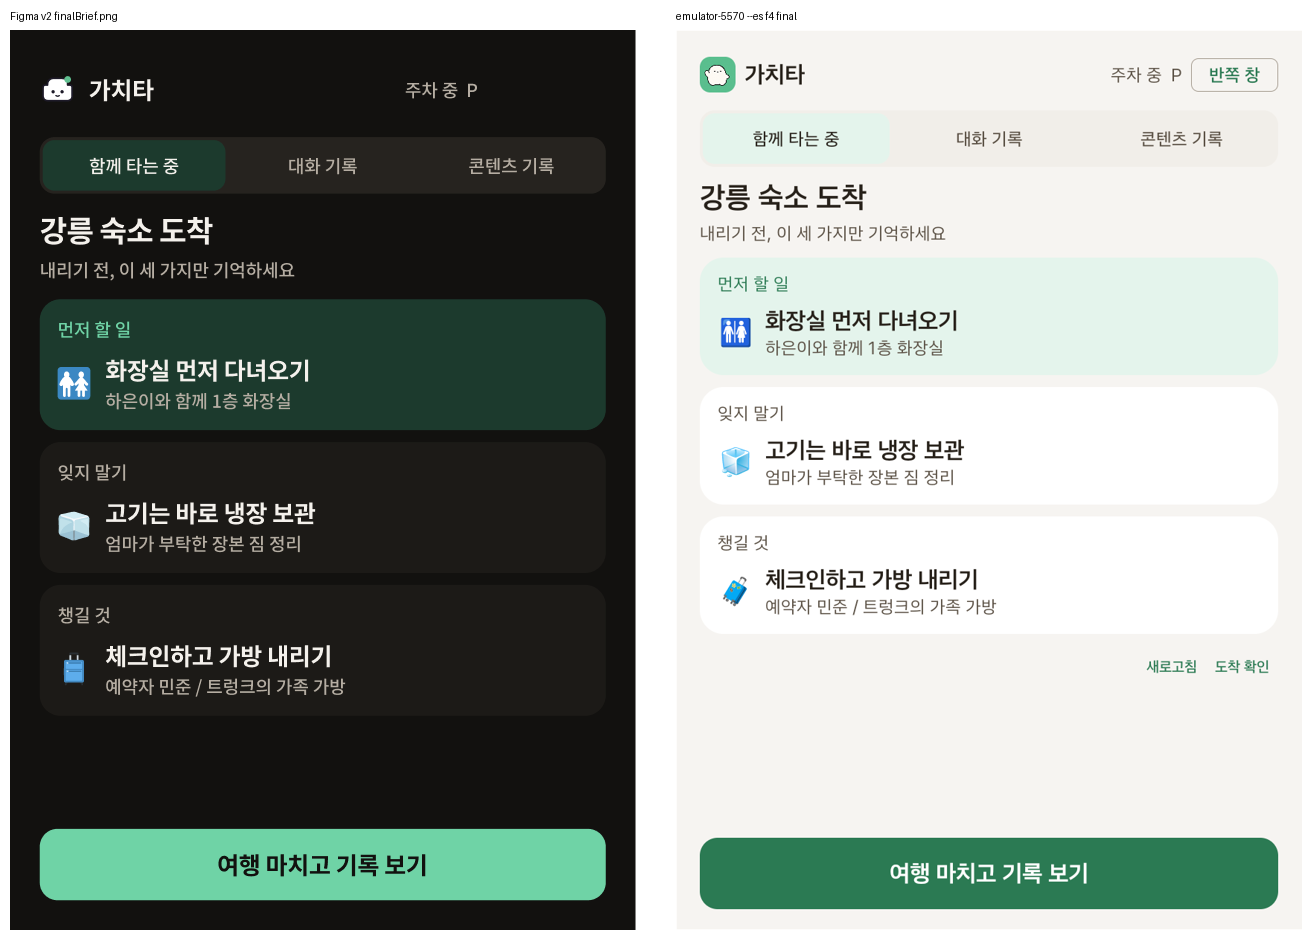 Figma v2 finalBrief.png
가치타
주차 중 P
함께 타는 중
대화 기록
콘텐츠 기록
강릉 숙소 도착
내리기 전, 이 세 가지만 기억하세요
먼저 할 일
화장실 먼저 다녀오기
하은이와 함께 1층 화장실
잊지 말기
고기는 바로 냉장 보관
엄마가 부탁한 장본 짐 정리
챙길 것
체크인하고 가방 내리기
예약자 민준 / 트렁크의 가족 가방
여행 마치고 기록 보기
emulator-5570 --es f4 final
가치타
주차 중 P
반쪽 창
함께 타는 중
대화 기록
콘텐츠 기록
강릉 숙소 도착
내리기 전, 이 세 가지만 기억하세요
먼저 할 일
화장실 먼저 다녀오기
하은이와 함께 1층 화장실
잊지 말기
고기는 바로 냉장 보관
엄마가 부탁한 장본 짐 정리
챙길 것
체크인하고 가방 내리기
예약자 민준 / 트렁크의 가족 가방
새로고침
도착 확인
여행 마치고 기록 보기